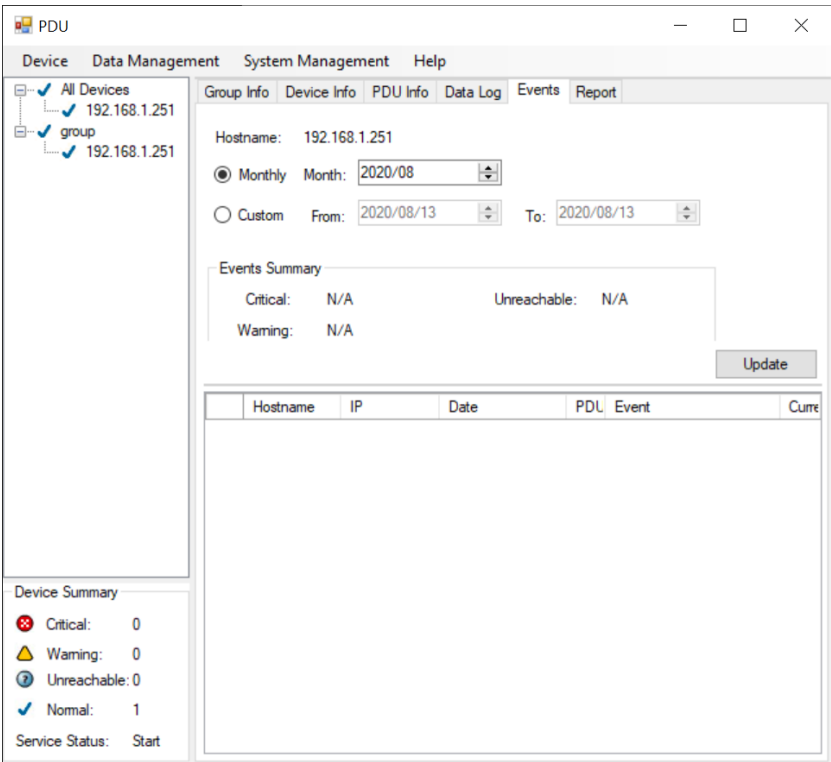 PDU
Device Data Management System Management Help
All Devices
192.168.1.251
group
192.168.1.251
Group Info Device Info PDU Info Data Log Events Report
Hostname: 192.168.1.251
Monthly Month: 2020/08
Custom From: 2020/08/13 To: 2020/08/13
Events Summary
Critical: N/A Unreachable: N/A
Warning: N/A
Update
Hostname IP Date PDU Event Curre
Device Summary
Critical: 0
Warning: 0
Unreachable: 0
Normal: 1
Service Status: Start